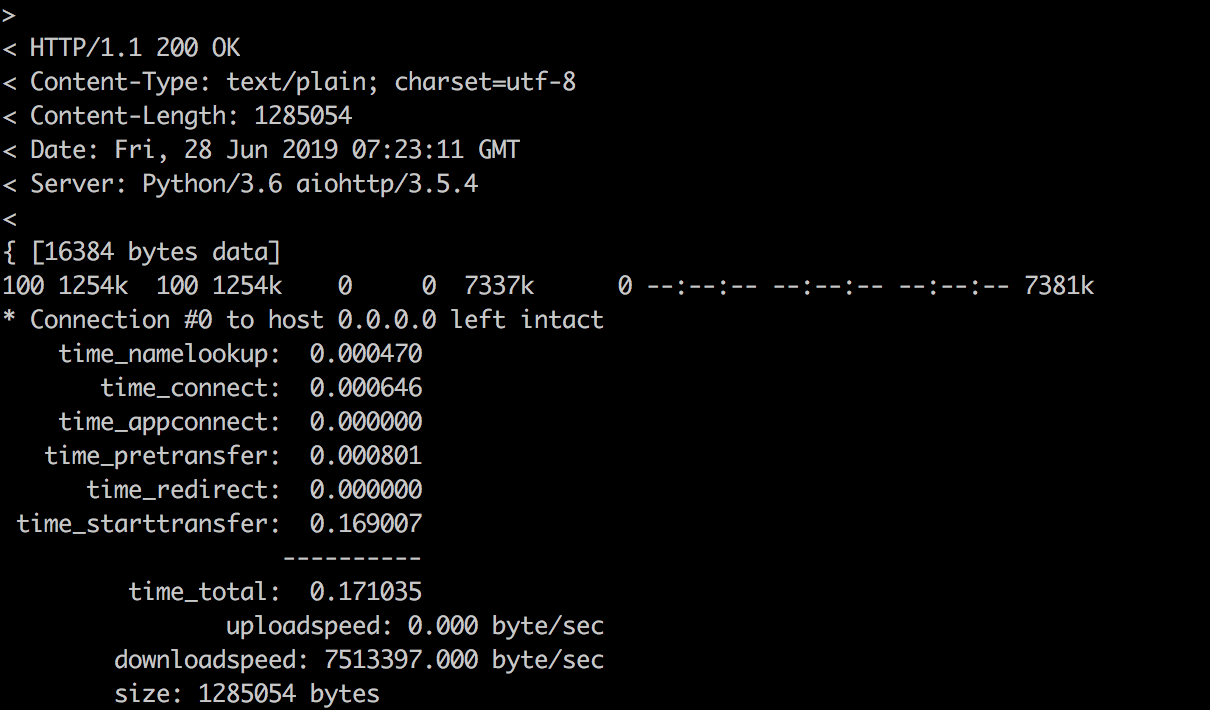 >
< HTTP/1.1 200 OK
< Content-Type: text/plain; charset=utf-8
< Content-Length: 1285054
< Date: Fri, 28 Jun 2019 07:23:11 GMT
< Server: Python/3.6 aiohttp/3.5.4
<
{ [16384 bytes data]
100 1254k  100 1254k    0     0  7337k      0 --:--:-- --:--:-- --:--:-- 7381k
* Connection #0 to host 0.0.0.0 left intact
    time_namelookup:  0.000470
       time_connect:  0.000646
    time_appconnect:  0.000000
   time_pretransfer:  0.000801
      time_redirect:  0.000000
 time_starttransfer:  0.169007
                    ----------
         time_total:  0.171035
                uploadspeed: 0.000 byte/sec
        downloadspeed: 7513397.000 byte/sec
        size: 1285054 bytes